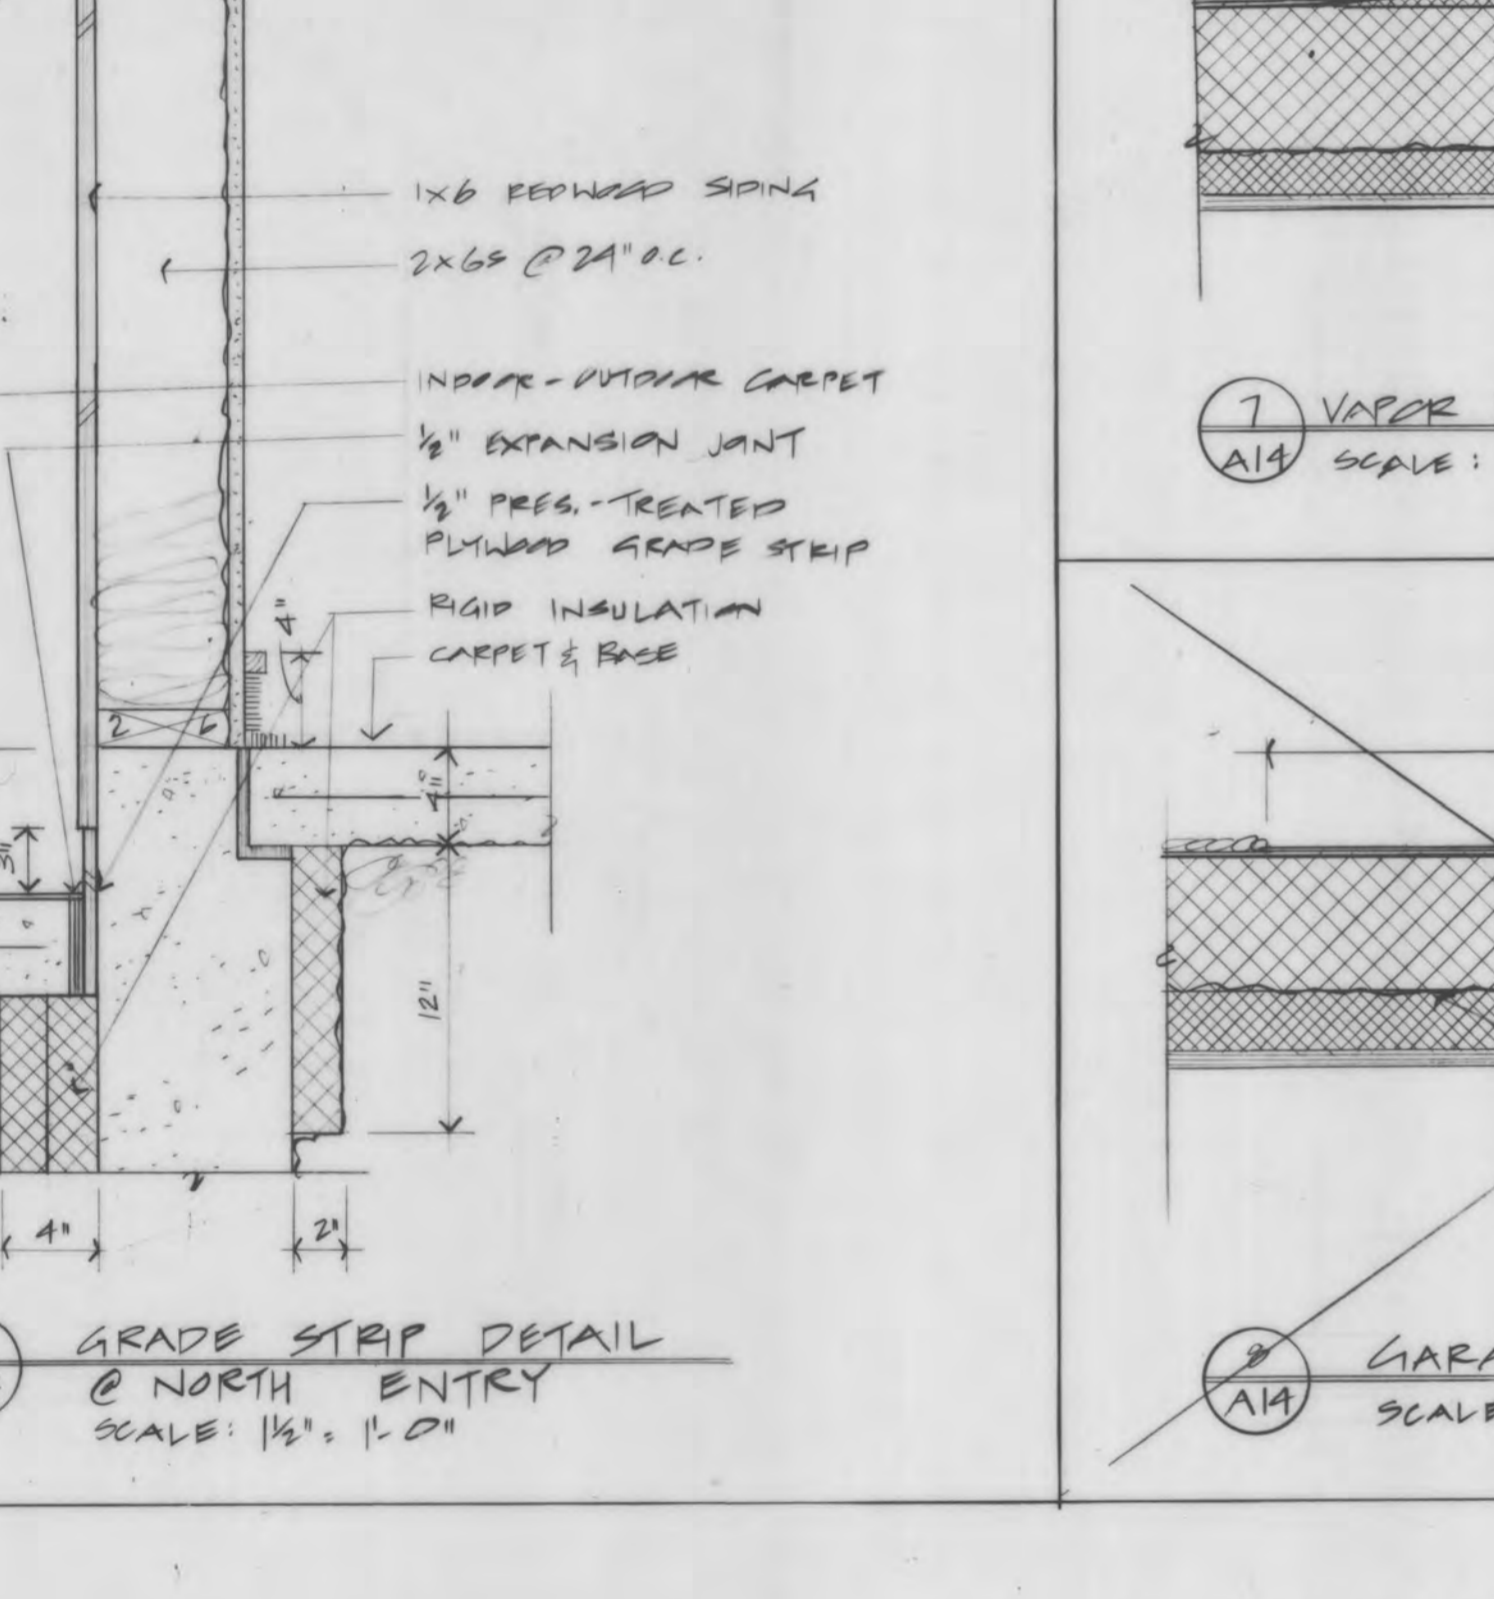 1X6 REDWOOD SIDING
2X6S @ 24" O.C.
INDOOR-OUTDOOR CARPET
½" EXPANSION JOINT
½" PRES.-TREATED
PLYWOOD GRADE STRIP
RIGID INSULATION
CARPET & BASE
4"
2 6
4"
3"
12"
4"
2"
GRADE STRIP DETAIL
@ NORTH ENTRY
SCALE: 1½" = 1'-0"
7
A14
VAPOR
SCALE:
8
A14
GARA
SCALE